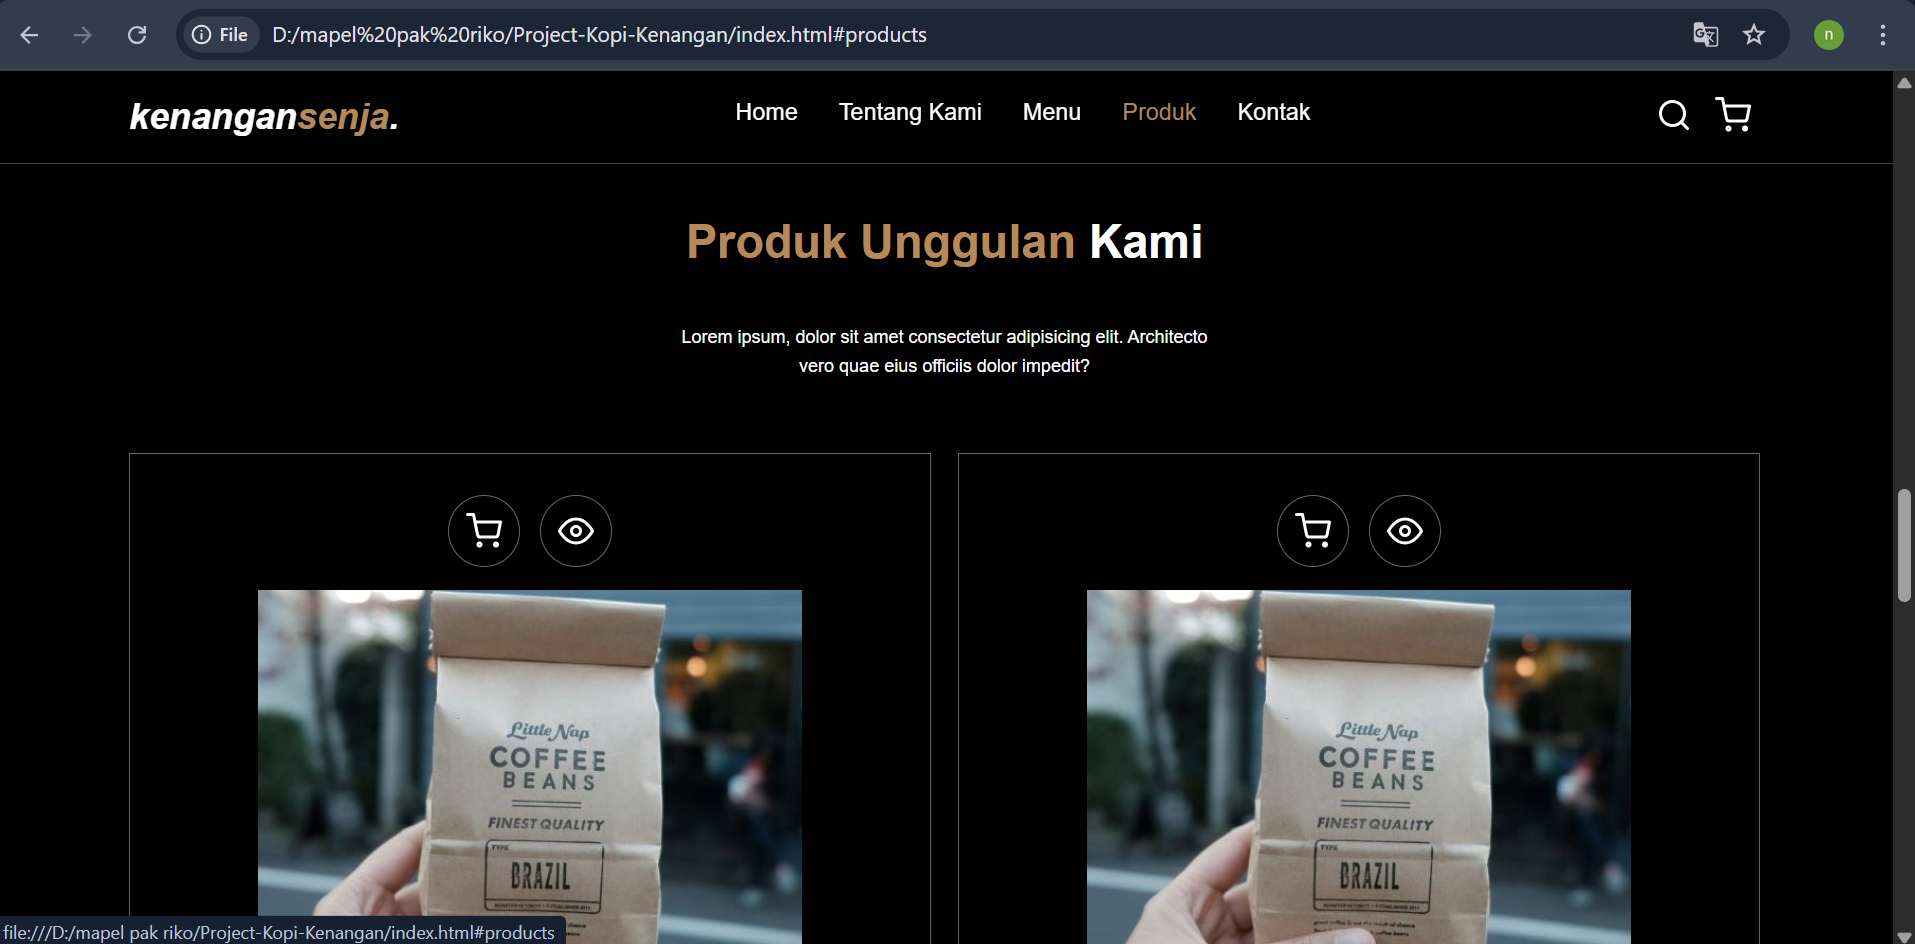 File D:/mapel%20pak%20riko/Project-Kopi-Kenangan/index.html#products n
kenangansenja. Home Tentang Kami Menu Produk Kontak
Produk Unggulan Kami
Lorem ipsum, dolor sit amet consectetur adipisicing elit. Architecto
vero quae eius officiis dolor impedit?
Little Nap
COFFEE
BEANS
FINEST QUALITY
TYPE
BRAZIL
Little Nap
COFFEE
BEANS
FINEST QUALITY
TYPE
BRAZIL
file:///D:/mapel pak riko/Project-Kopi-Kenangan/index.html#products